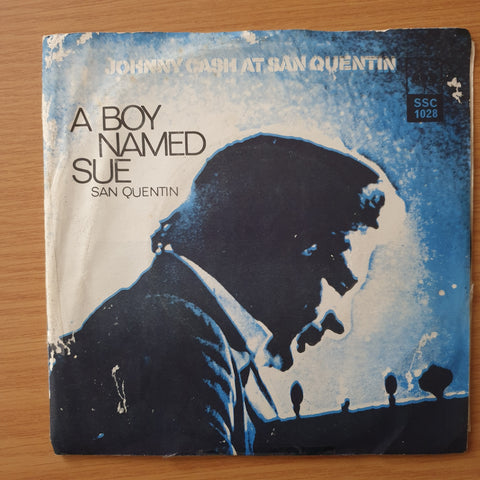 JOHNNY CASH AT SAN QUENTIN
SSC
1028
A BOY
NAMED
SUE
SAN QUENTIN